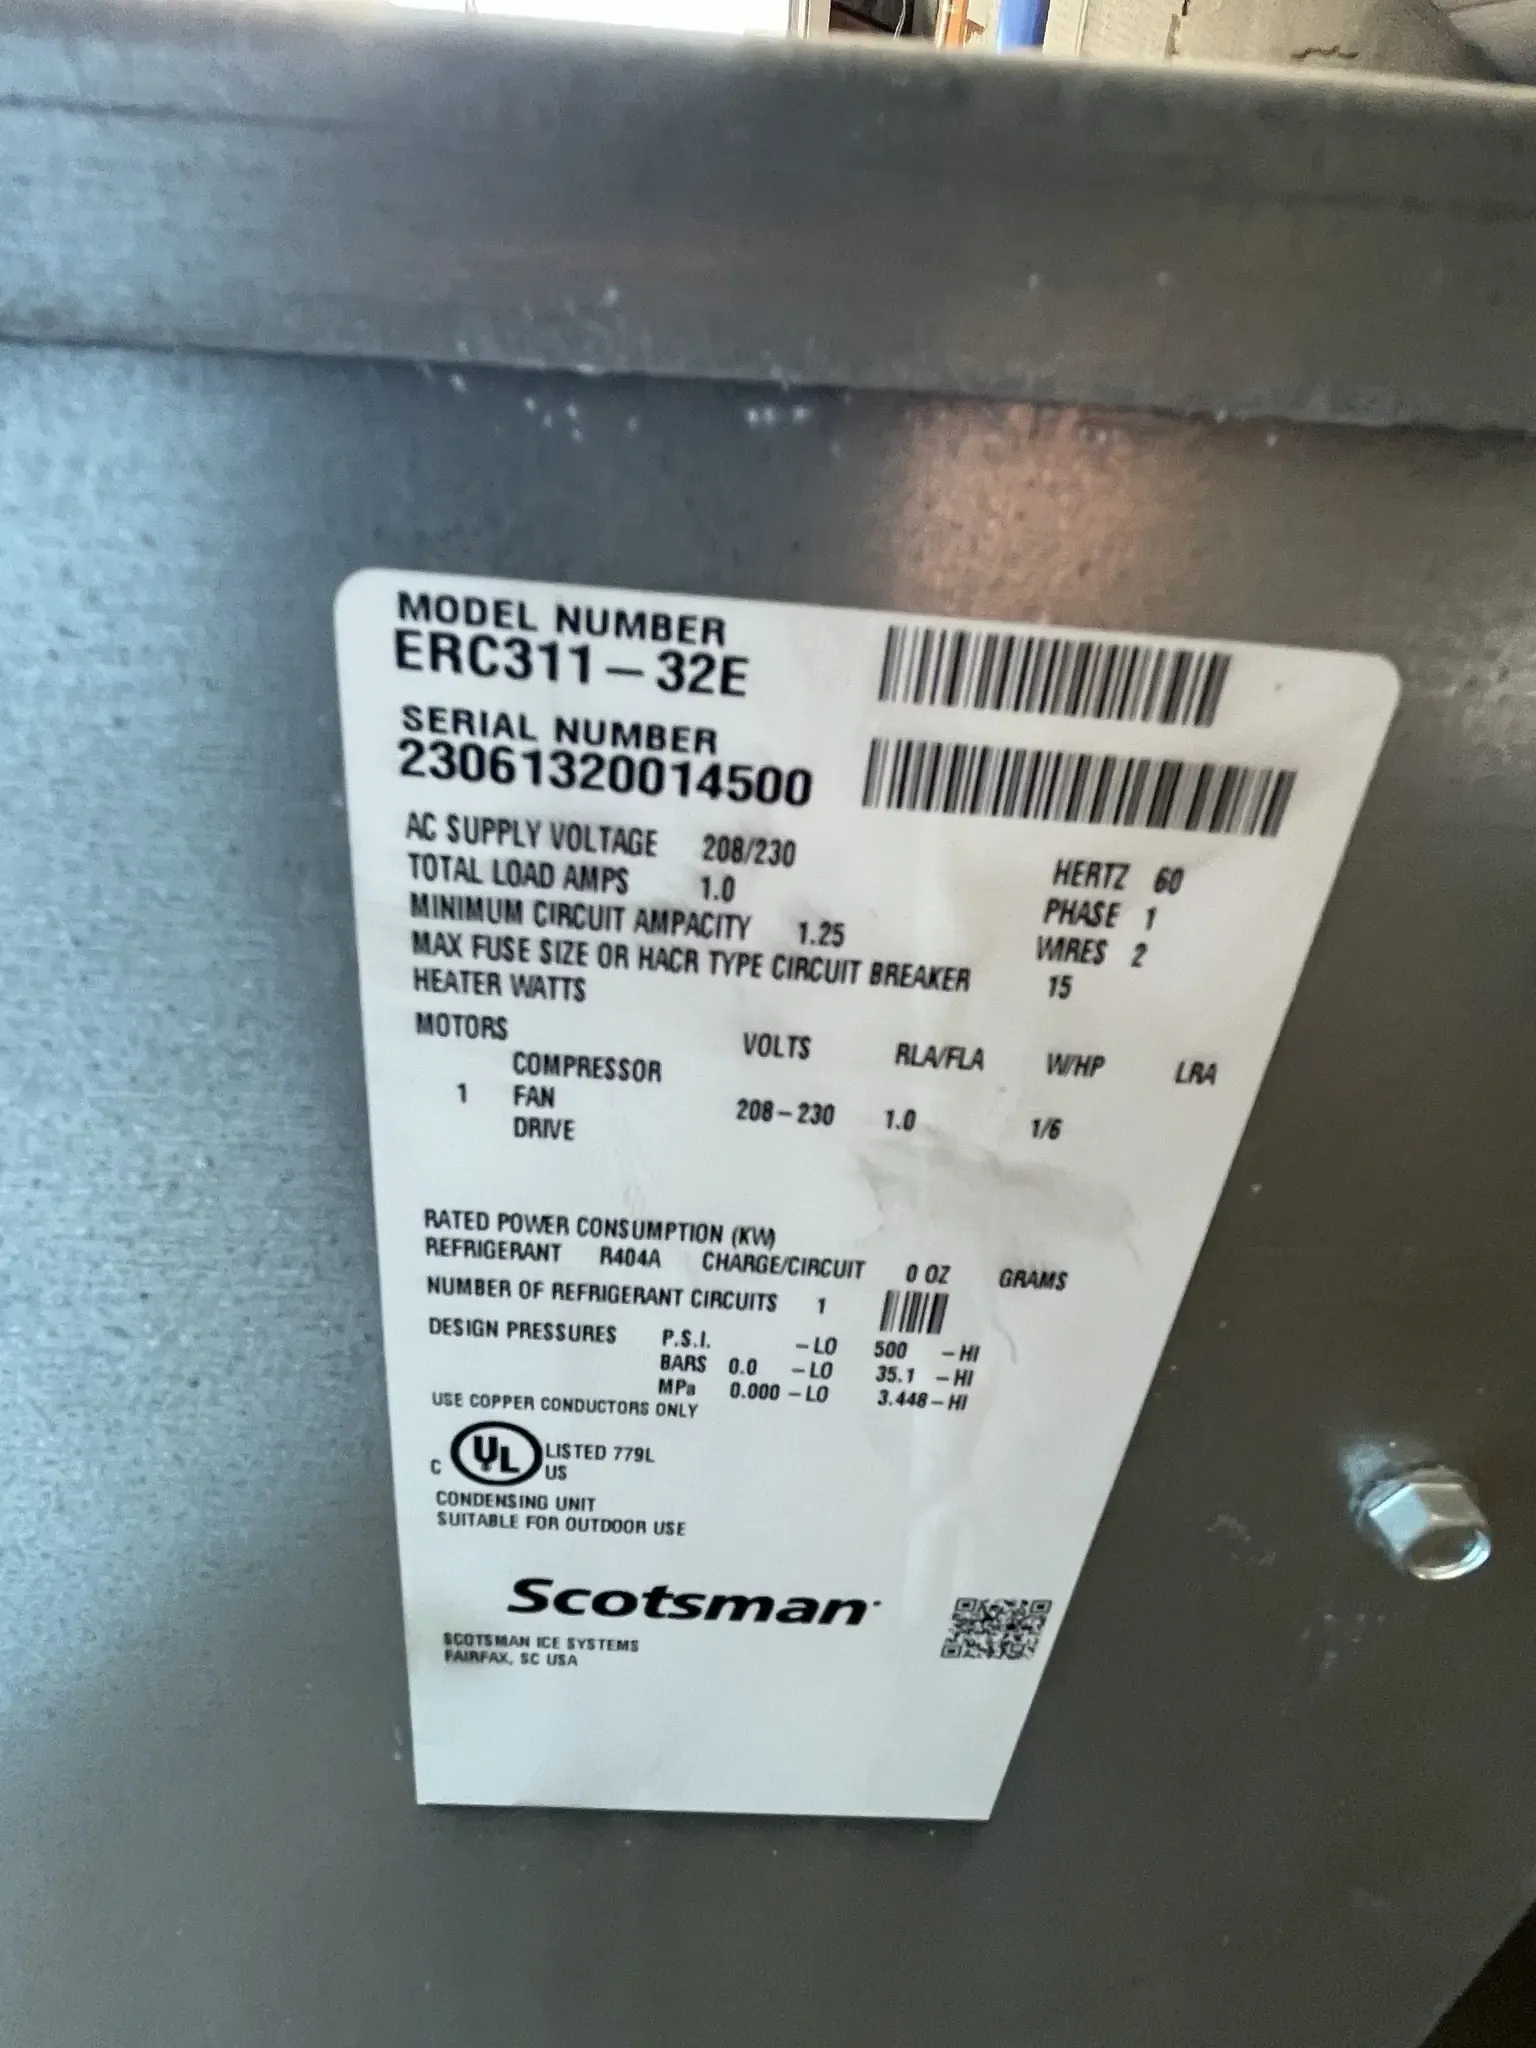 MODEL NUMBER
ERC311-32E
SERIAL NUMBER
23061320014500
AC SUPPLY VOLTAGE 208/230 HERTZ 60
TOTAL LOAD AMPS 1.0 PHASE 1
MINIMUM CIRCUIT AMPACITY 1.25 WIRES 2
MAX FUSE SIZE OR HACR TYPE CIRCUIT BREAKER 15
HEATER WATTS
MOTORS VOLTS RLA/FLA W/HP LRA
COMPRESSOR
1 FAN 208-230 1.0 1/6
DRIVE
RATED POWER CONSUMPTION (KW)
REFRIGERANT R404A CHARGE/CIRCUIT 0 OZ GRAMS
NUMBER OF REFRIGERANT CIRCUITS 1
DESIGN PRESSURES P.S.I. -LO 500 -HI
BARS 0.0 -LO 35.1 -HI
MPa 0.000-LO 3.448-HI
USE COPPER CONDUCTORS ONLY
C UL LISTED 779L
US
CONDENSING UNIT
SUITABLE FOR OUTDOOR USE
Scotsman
SCOTSMAN ICE SYSTEMS
FAIRFAX, SC USA